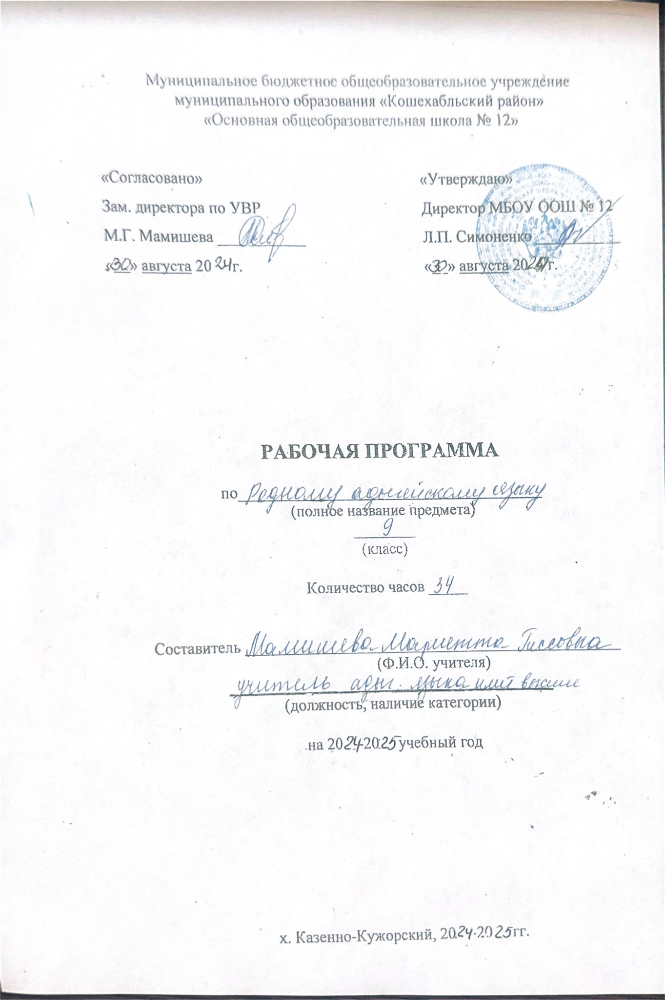 Муниципальное бюджетное общеобразовательное учреждение
муниципального образования «Кошехабльский район»
«Основная общеобразовательная школа № 12»
«Согласовано» «Утверждаю»
Зам. директора по УВР Директор МБОУ ООШ № 12
М.Г. Мамишева Л.П. Симоненко
«30» августа 2024г. «30» августа 2024г.
РАБОЧАЯ ПРОГРАММА
по Родному адыгейскому языку
(полное название предмета)
9
(класс)
Количество часов 34
Составитель Мамишева Мариетта Гиссовна
(Ф.И.О. учителя)
учитель адыг. языка и лит высшей
(должность, наличие категории)
на 2024-2025 учебный год
х. Казенно-Кужорский, 2024-2025гг.